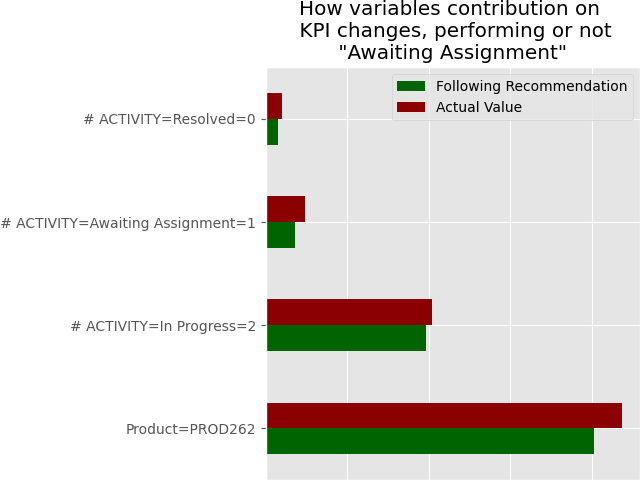 How variables contribution on
KPI changes, performing or not
"Awaiting Assignment"
Following Recommendation
Actual Value
# ACTIVITY=Resolved=0
# ACTIVITY=Awaiting Assignment=1
# ACTIVITY=In Progress=2
Product=PROD262